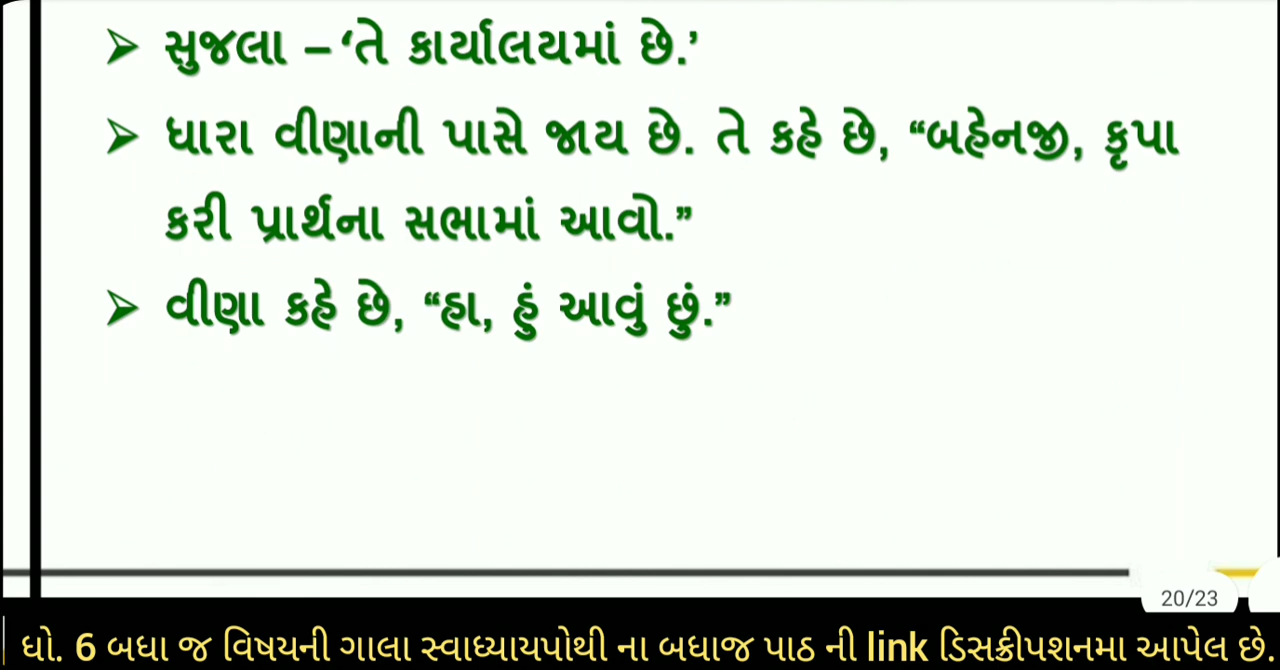 ➢ સુજલા – ‘તે કાર્યાલયમાં છે.’
➢ ધારા વીણાની પાસે જાય છે. તે કહે છે, “બહેનજી, કૃપા
કરી પ્રાર્થના સભામાં આવો.”
➢ વીણા કહે છે, “હા, હું આવું છું.”
20/23
ધો. 6 બધા જ વિષયની ગાલા સ્વાધ્યાયપોથી ના બધાજ પાઠ ની link ડિસક્રીપશનમા આપેલ છે.